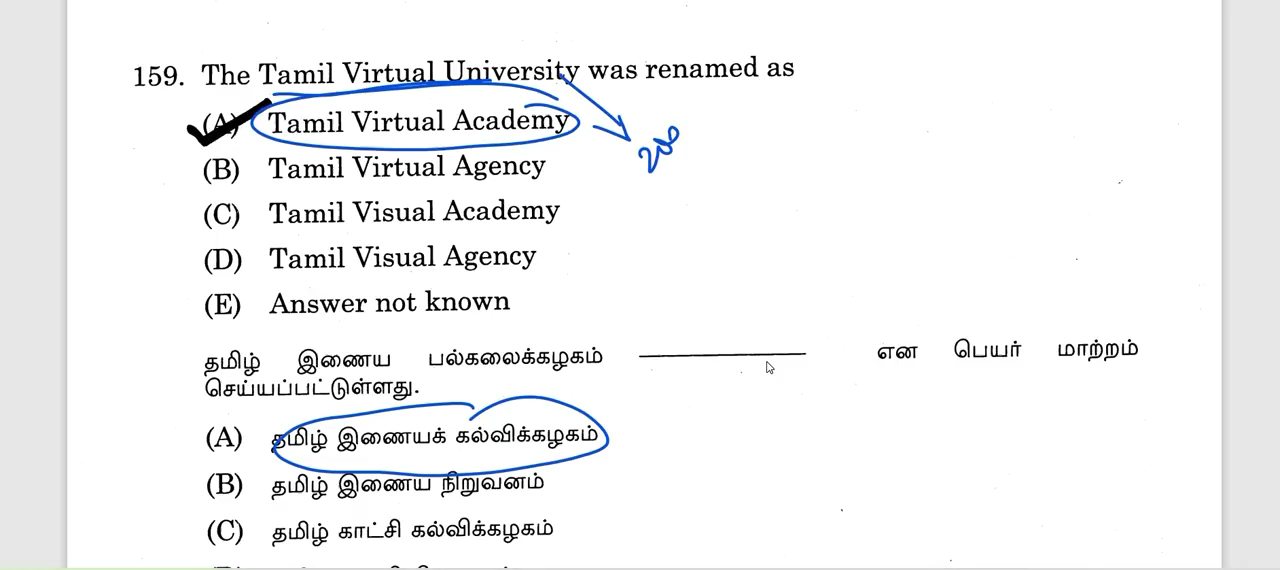 159. The Tamil Virtual University was renamed as
(A) Tamil Virtual Academy
(B) Tamil Virtual Agency
(C) Tamil Visual Academy
(D) Tamil Visual Agency
(E) Answer not known
தமிழ் இணைய பல்கலைக்கழகம் ____________ என பெயர் மாற்றம்
செய்யப்பட்டுள்ளது.
(A) தமிழ் இணையக் கல்விக்கழகம்
(B) தமிழ் இணைய நிறுவனம்
(C) தமிழ் காட்சி கல்விக்கழகம்